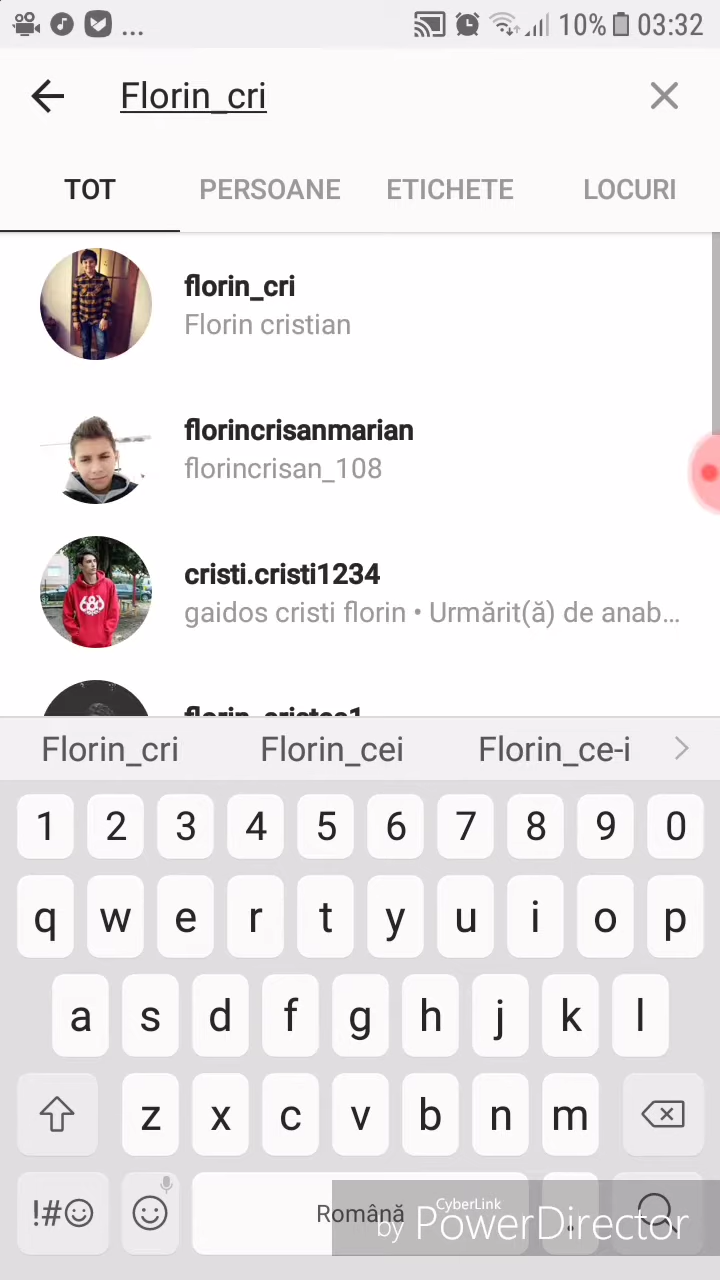 ... 10% 03:32
Florin_cri
TOT PERSOANE ETICHETE LOCURI
florin_cri
Florin cristian
florincrisanmarian
florincrisan_108
cristi.cristi1234
gaidos cristi florin • Urmărit(ă) de anab...
florin_cristea1
Florin_cri Florin_cei Florin_ce-i
1 2 3 4 5 6 7 8 9 0
q w e r t y u i o p
a s d f g h j k l
z x c v b n m
!#☺ Română .
CyberLink
by PowerDirector